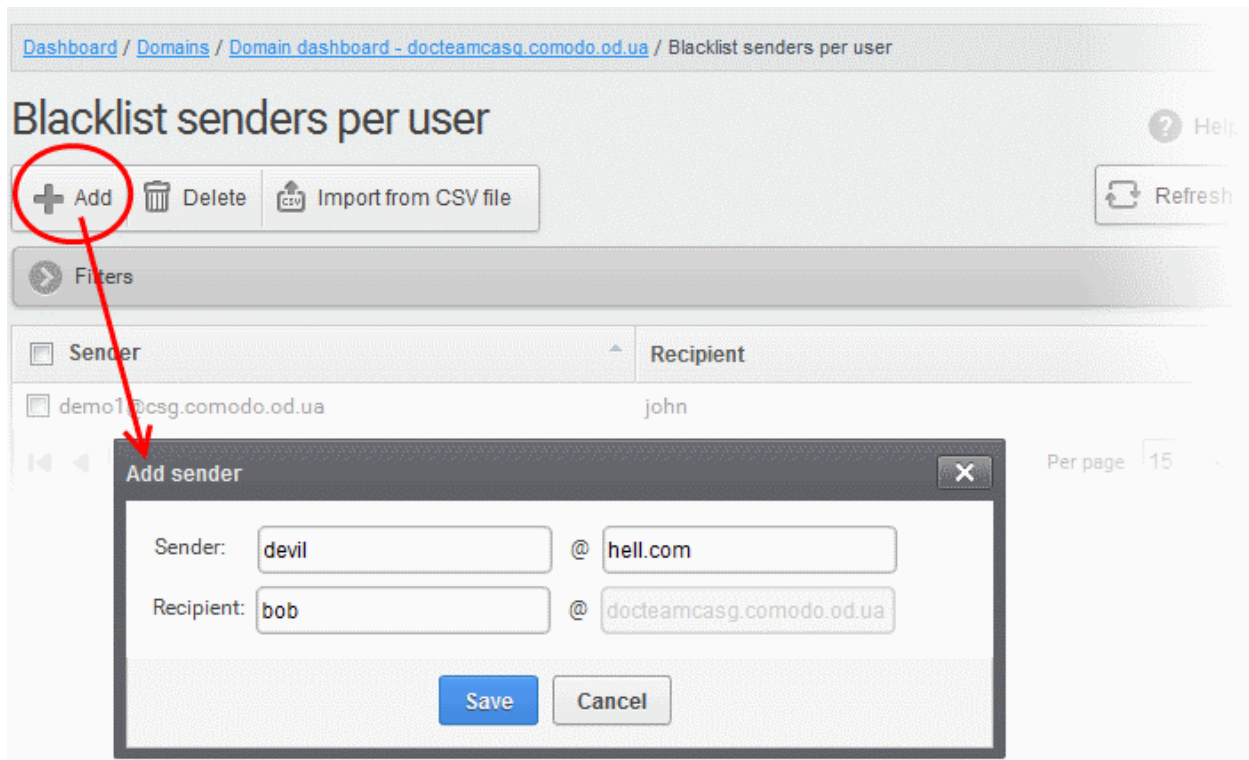 Dashboard / Domains / Domain dashboard - docteamcasg.comodo.od.ua / Blacklist senders per user
Blacklist senders per user
Help
Add Delete CSV Import from CSV file Refresh
Filters
Sender Recipient
demo1@csg.comodo.od.ua john
Per page 15
Add sender
Sender: devil @ hell.com
Recipient: bob @ docteamcasg.comodo.od.ua
Save Cancel